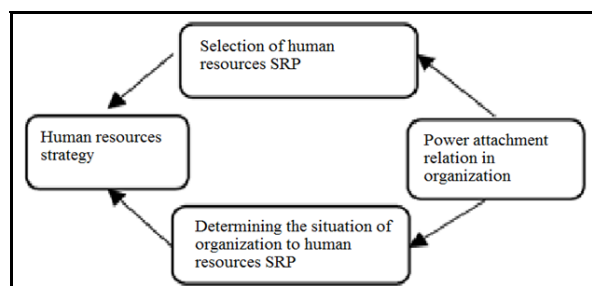 Selection of human
resources SRP
Human resources
strategy
Power attachment
relation in
organization
Determining the situation of
organization to human
resources SRP